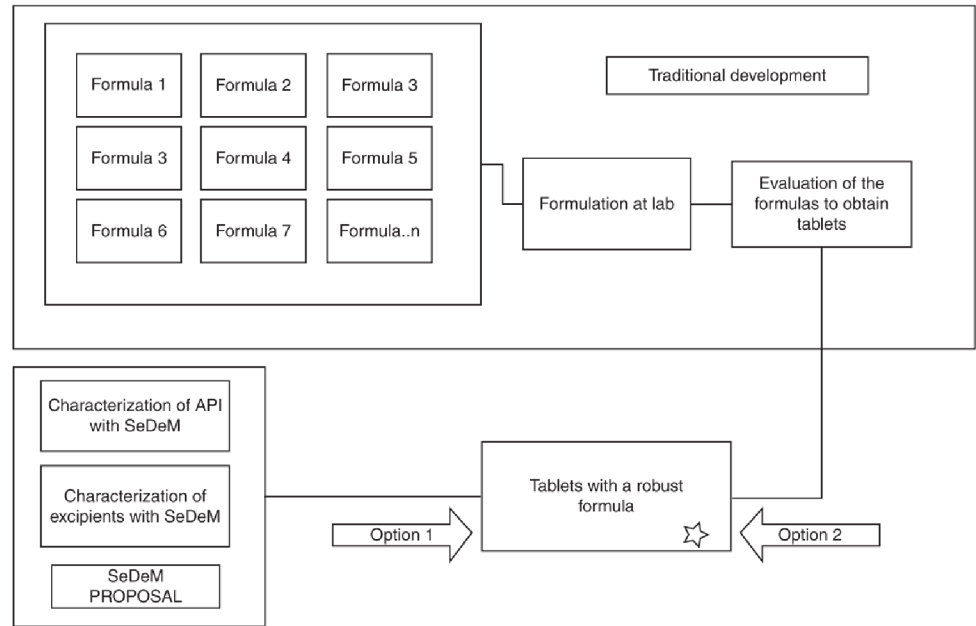 Traditional development
Formula 1
Formula 2
Formula 3
Formula 3
Formula 4
Formula 5
Formula 6
Formula 7
Formula..n
Formulation at lab
Evaluation of the
formulas to obtain
tablets
Characterization of API
with SeDeM
Characterization of
excipients with SeDeM
SeDeM
PROPOSAL
Option 1
Tablets with a robust
formula
Option 2